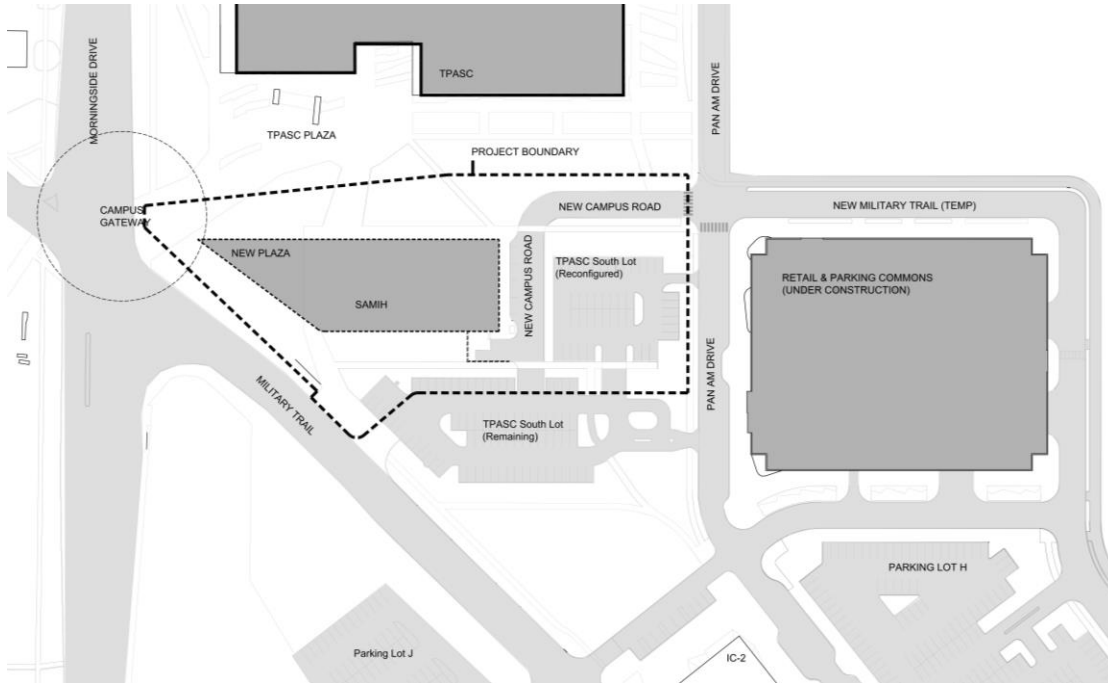 MORNINGSIDE DRIVE
TPASC
PAN AM DRIVE
TPASC PLAZA
PROJECT BOUNDARY
CAMPUS
GATEWAY
NEW CAMPUS ROAD
NEW MILITARY TRAIL (TEMP)
NEW PLAZA
NEW CAMPUS ROAD
TPASC South Lot
(Reconfigured)
RETAIL & PARKING COMMONS
(UNDER CONSTRUCTION)
SAMIH
PAN AM DRIVE
MILITARY TRAIL
TPASC South Lot
(Remaining)
PARKING LOT H
Parking Lot J
IC-2